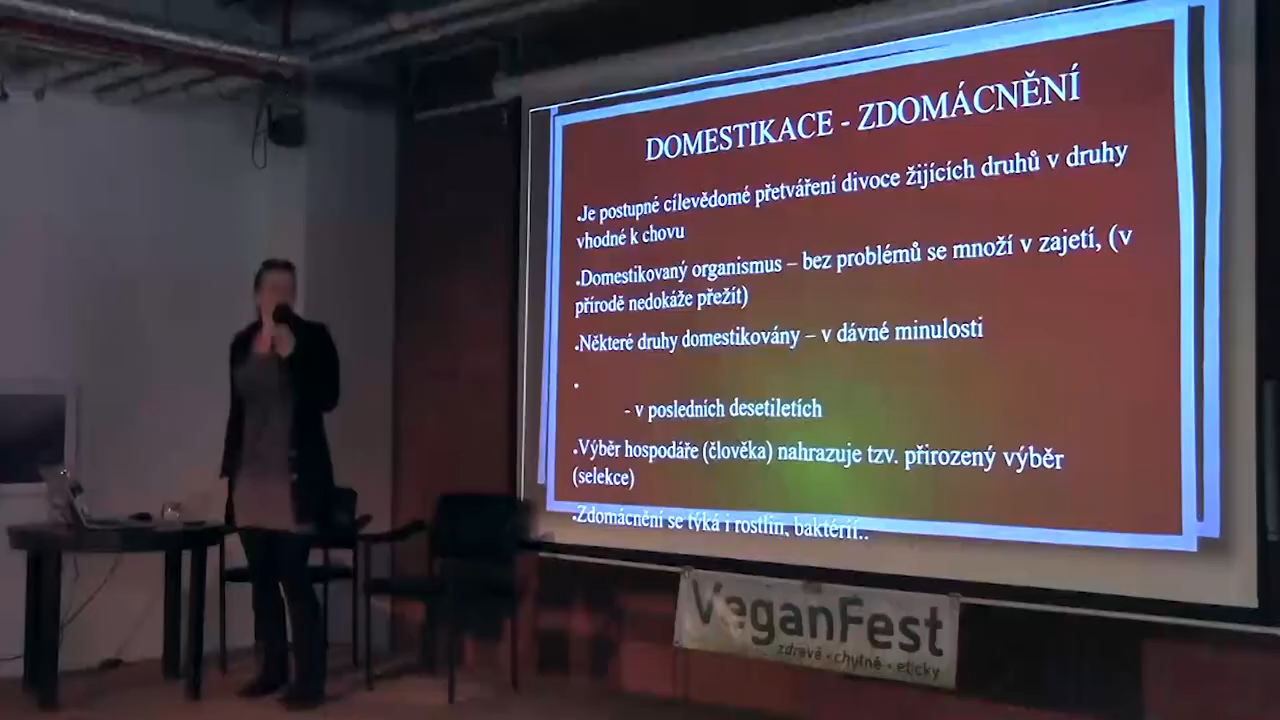 DOMESTIKACE - ZDOMÁCNĚNÍ
•Je postupné cílevědomé přetváření divoce žijících druhů v druhy
vhodné k chovu
•Domestikovaný organismus – bez problémů se množí v zajetí, (v
přírodě nedokáže přežít)
•Některé druhy domestikovány – v dávné minulosti
•
- v posledních desetiletích
•Výběr hospodáře (člověka) nahrazuje tzv. přirozený výběr
(selekce)
•Zdomácnění se týká i rostlin, baktérií..
VeganFest
zdravě • chutně • eticky